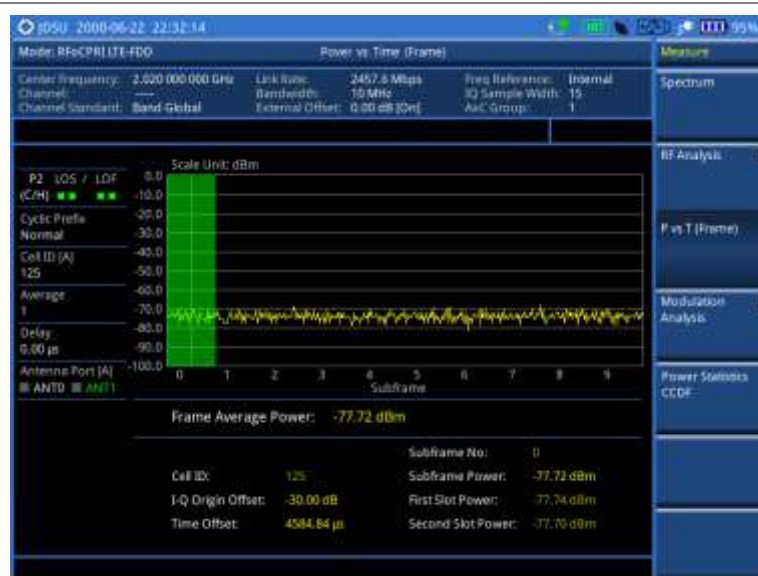 JDSU 2000-06-22 22:32:14
95%
Mode: RFoCPRI LTE-FDD
Power vs Time (Frame)
Measure
Center Frequency: 2.020 000 000 GHz
Link Rate: 2457.6 Mbps
Freq Reference: Internal
Channel: ----
Bandwidth: 10 MHz
IQ Sample Width: 15
Channel Standard: Band Global
External Offset: 0.00 dB [On]
AxC Group: 1
Spectrum
RF Analysis
P vs T (Frame)
Modulation Analysis
Power Statistics CCDF
P2 LOS / LOF
(C/H)
Cyclic Prefix
Normal
Cell ID [A]
125
Average
1
Delay
0.00 µs
Antenna Port [A]
ANT0 ANT1
Scale Unit: dBm
0.0
-10.0
-20.0
-30.0
-40.0
-50.0
-60.0
-70.0
-80.0
-90.0
-100.0
0 1 2 3 4 5 6 7 8 9
Subframe
Frame Average Power: -77.72 dBm
Subframe No: 0
Cell ID: 125
Subframe Power: -77.72 dBm
I-Q Origin Offset: -30.00 dB
First Slot Power: -77.74 dBm
Time Offset: 4584.84 µs
Second Slot Power: -77.70 dBm